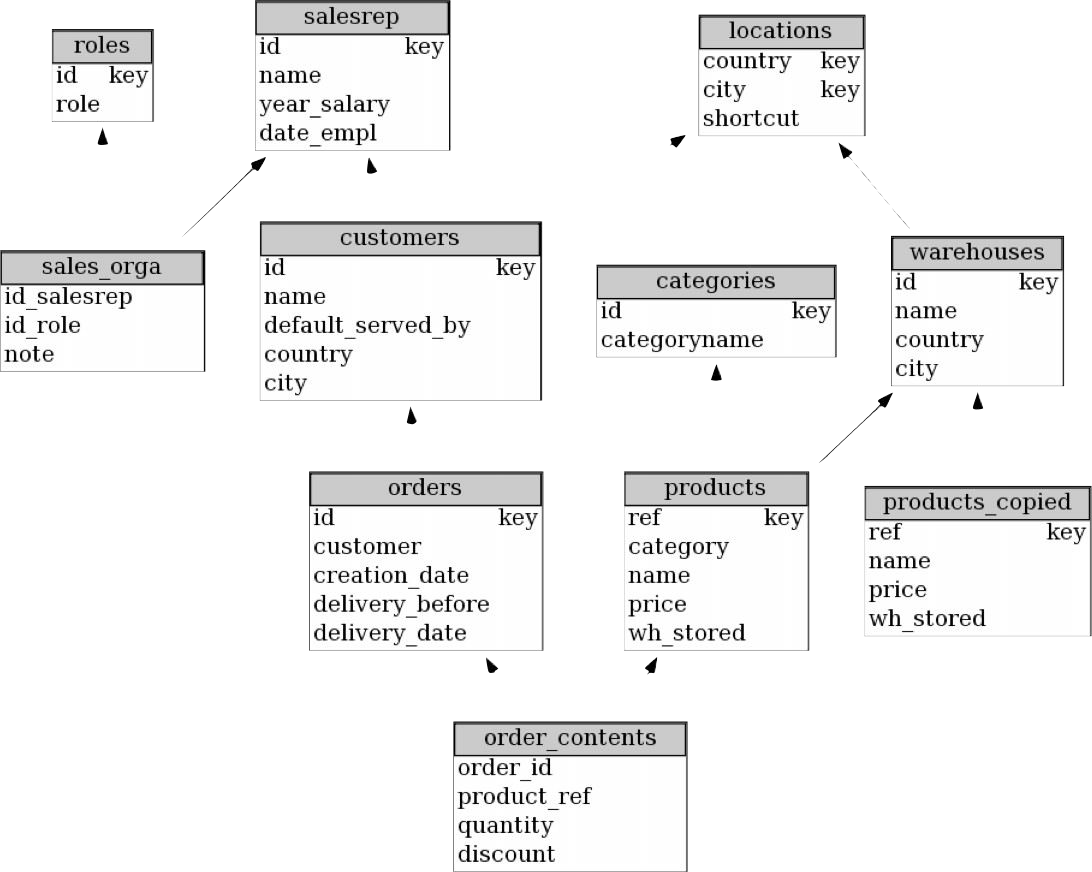 roles
id key
role
salesrep
id key
name
year_salary
date_empl
locations
country key
city key
shortcut
sales_orga
id_salesrep
id_role
note
customers
id key
name
default_served_by
country
city
categories
id key
categoryname
warehouses
id key
name
country
city
orders
id key
customer
creation_date
delivery_before
delivery_date
products
ref key
category
name
price
wh_stored
products_copied
ref key
name
price
wh_stored
order_contents
order_id
product_ref
quantity
discount